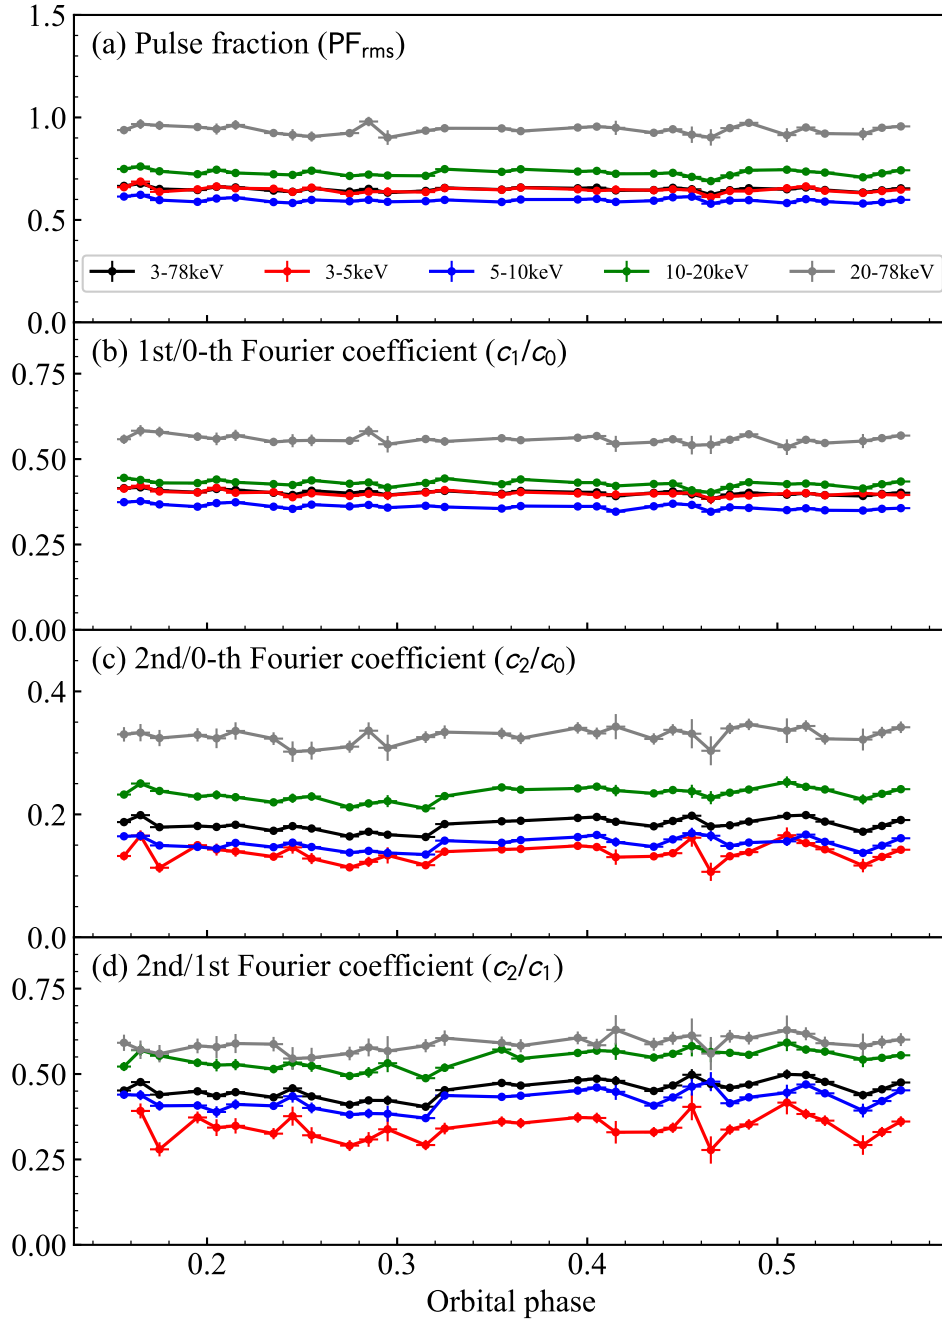 1.5
(a) Pulse fraction (PFrms)
1.0
0.5
3-78keV 3-5keV 5-10keV 10-20keV 20-78keV
0.0
(b) 1st/0-th Fourier coefficient (c1/c0)
0.75
0.50
0.25
0.00
(c) 2nd/0-th Fourier coefficient (c2/c0)
0.4
0.2
0.0
(d) 2nd/1st Fourier coefficient (c2/c1)
0.75
0.50
0.25
0.00
0.2 0.3 0.4 0.5
Orbital phase